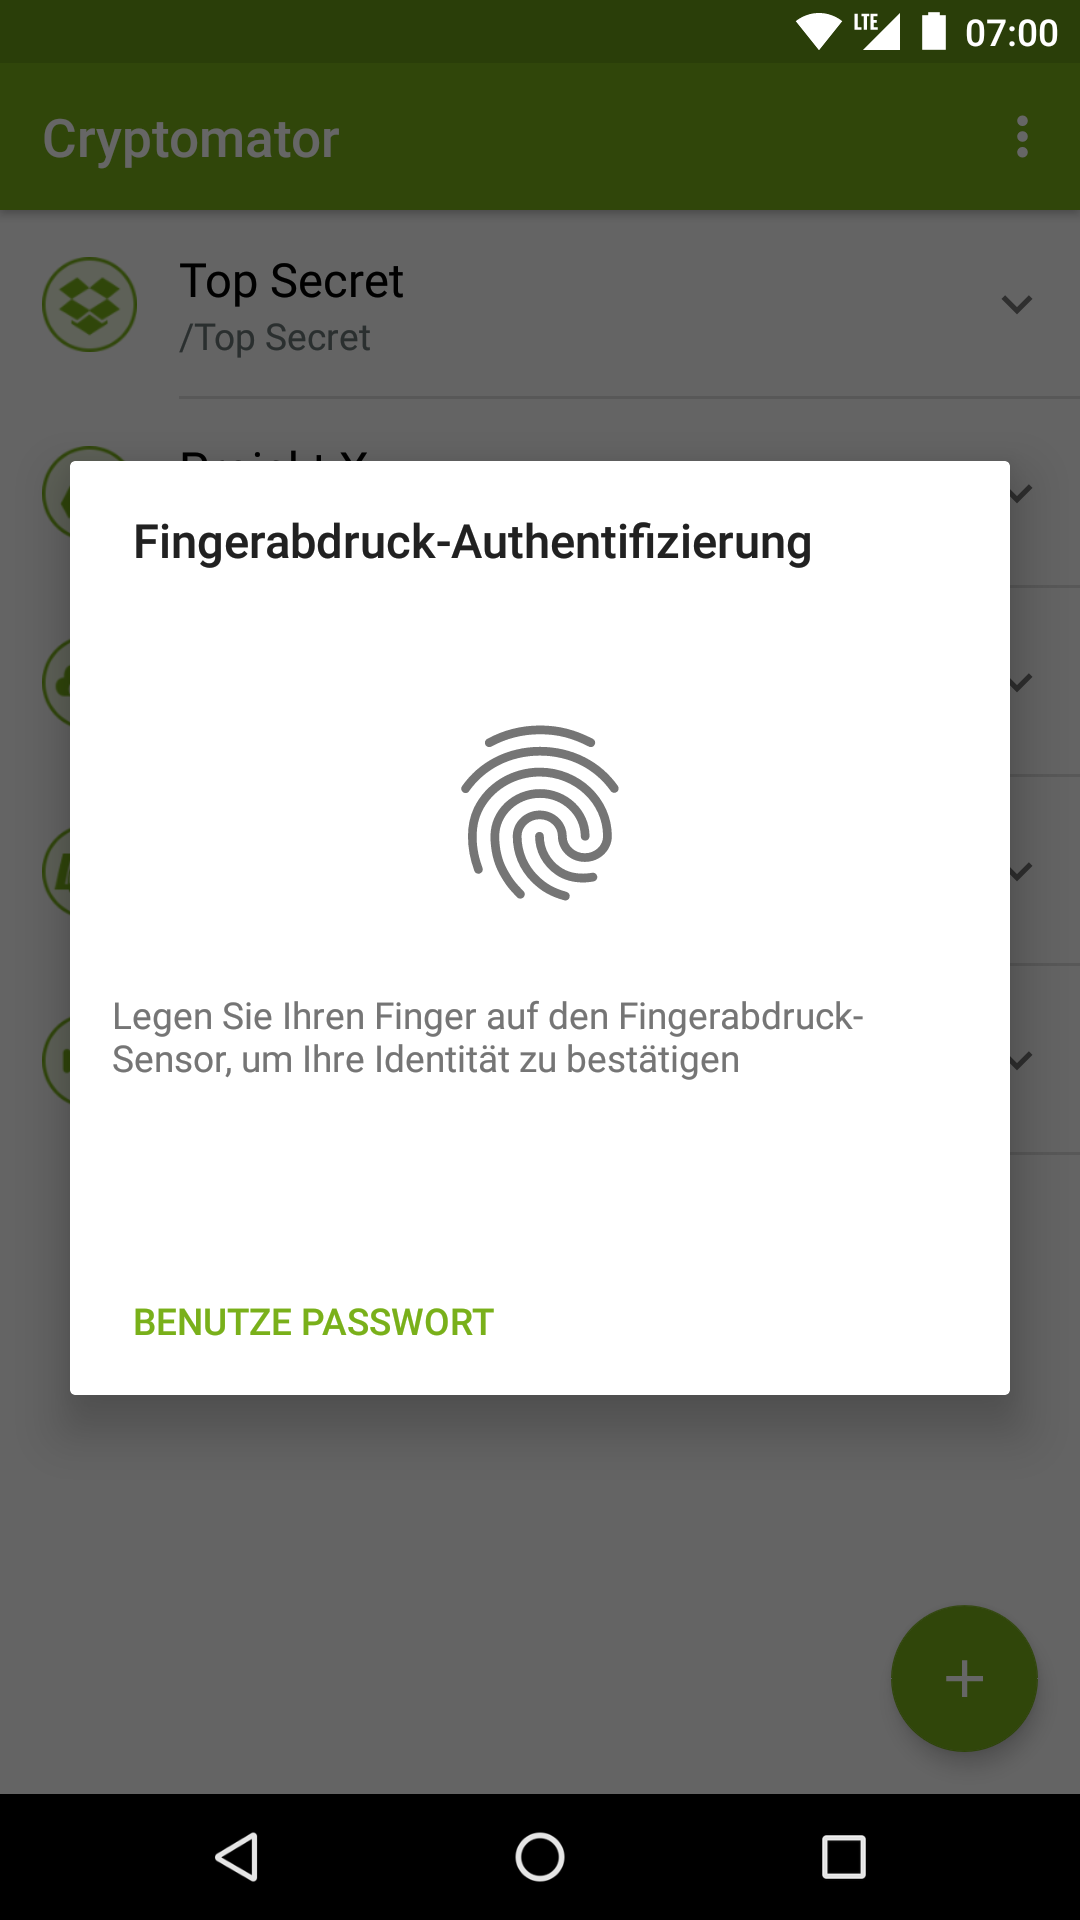 LTE 07:00
Cryptomator
Top Secret
/Top Secret
Projekt X
Fingerabdruck-Authentifizierung
Legen Sie Ihren Finger auf den Fingerabdruck-
Sensor, um Ihre Identität zu bestätigen
BENUTZE PASSWORT